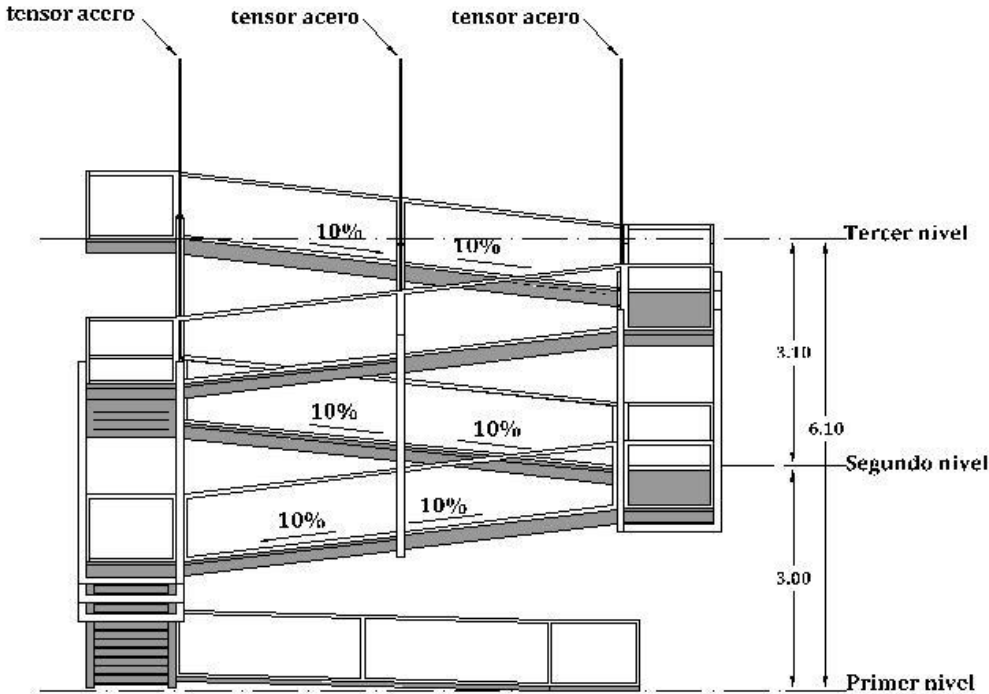 tensor acero
tensor acero
tensor acero
10%
10%
Tercer nivel
3.10
10%
10%
6.10
Segundo nivel
10%
10%
3.00
Primer nivel